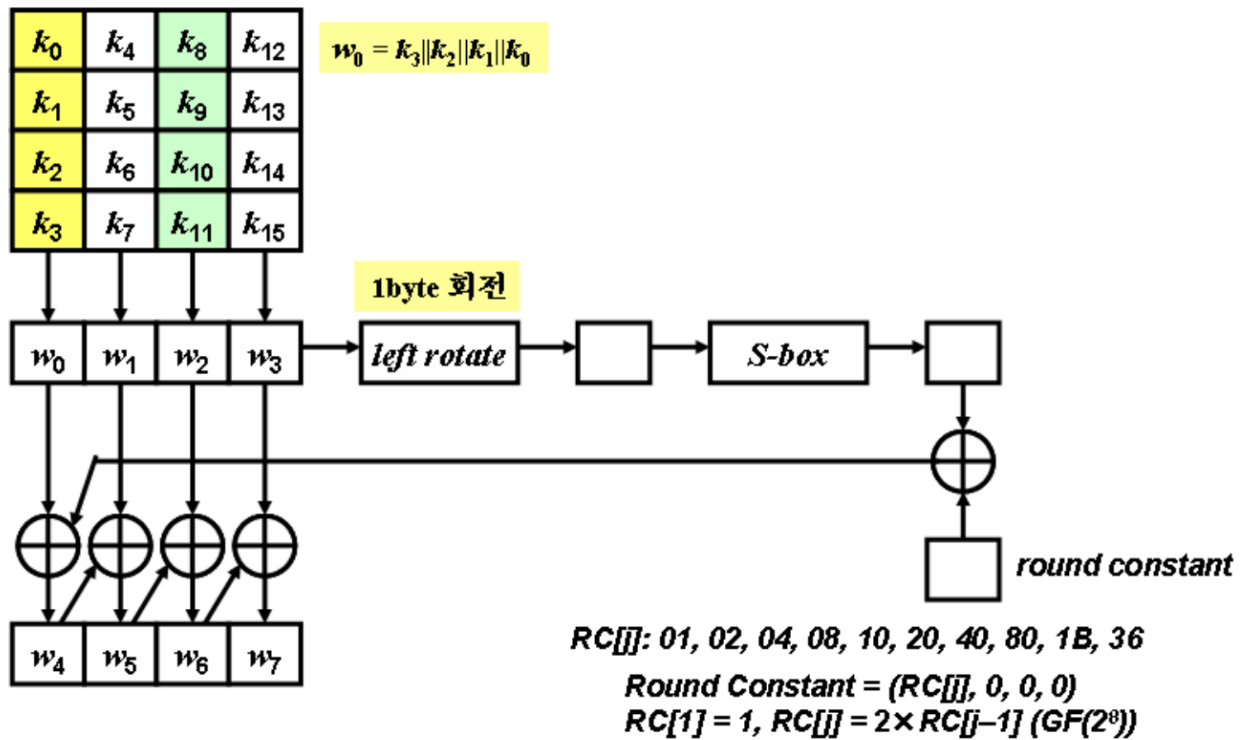 k₀ k₄ k₈ k₁₂
w₀ = k₃||k₂||k₁||k₀
k₁ k₅ k₉ k₁₃
k₂ k₆ k₁₀ k₁₄
k₃ k₇ k₁₁ k₁₅
1byte 회전
w₀ w₁ w₂ w₃
left rotate
S-box
round constant
w₄ w₅ w₆ w₇
RC[j]: 01, 02, 04, 08, 10, 20, 40, 80, 1B, 36
Round Constant = (RC[j], 0, 0, 0)
RC[1] = 1, RC[j] = 2×RC[j–1] (GF(2⁸))